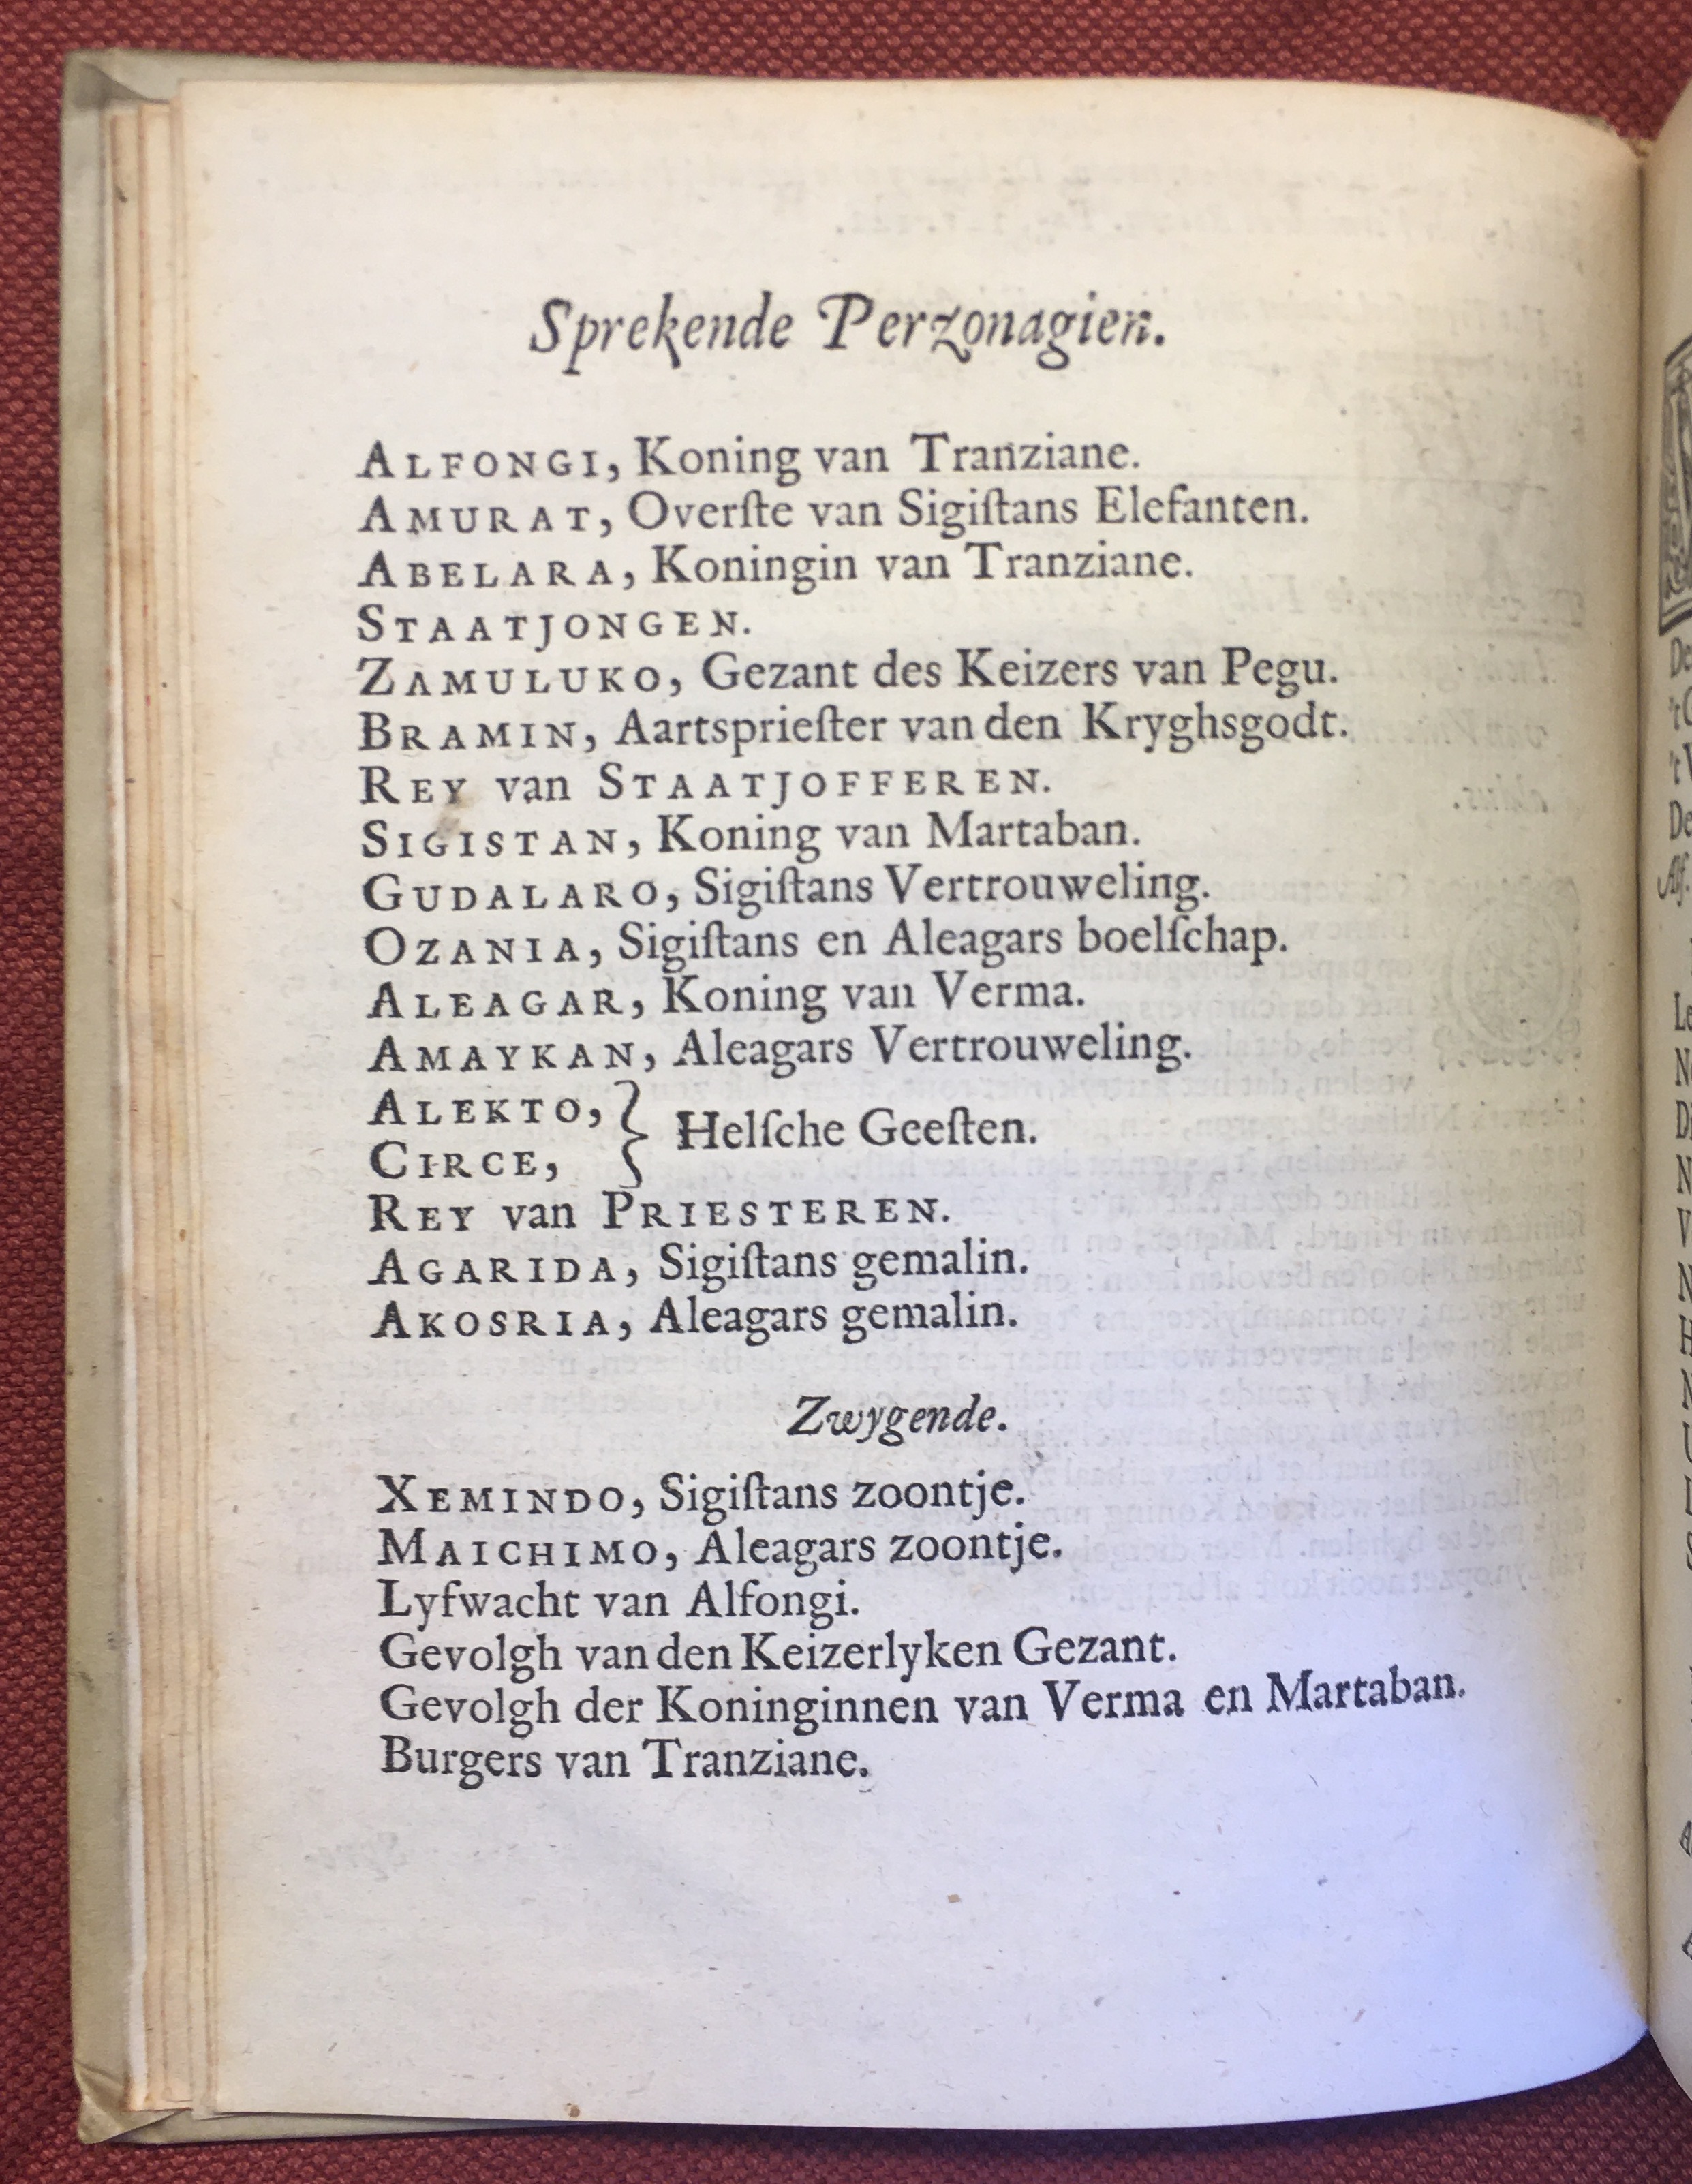 Sprekende Perzonagien.
ALFONGI, Koning van Tranziane.
AMURAT, Overſte van Sigiſtans Elefanten.
ABELARA, Koningin van Tranziane.
STAATJONGEN.
ZAMULUKO, Gezant des Keizers van Pegu.
BRAMIN, Aartsprieſter van den Kryghsgodt.
REY van STAATJOFFEREN.
SIGISTAN, Koning van Martaban.
GUDALARO, Sigiſtans Vertrouweling.
OZANIA, Sigiſtans en Aleagars boelſchap.
ALEAGAR, Koning van Verma.
AMAYKAN, Aleagars Vertrouweling.
ALEKTO,
CIRCE, } Helſche Geeſten.
REY van PRIESTEREN.
AGARIDA, Sigiſtans gemalin.
AKOSRIA, Aleagars gemalin.
Zwygende.
XEMINDO, Sigiſtans zoontje.
MAICHIMO, Aleagars zoontje.
Lyfwacht van Alfongi.
Gevolgh van den Keizerlyken Gezant.
Gevolgh der Koninginnen van Verma en Martaban.
Burgers van Tranziane.